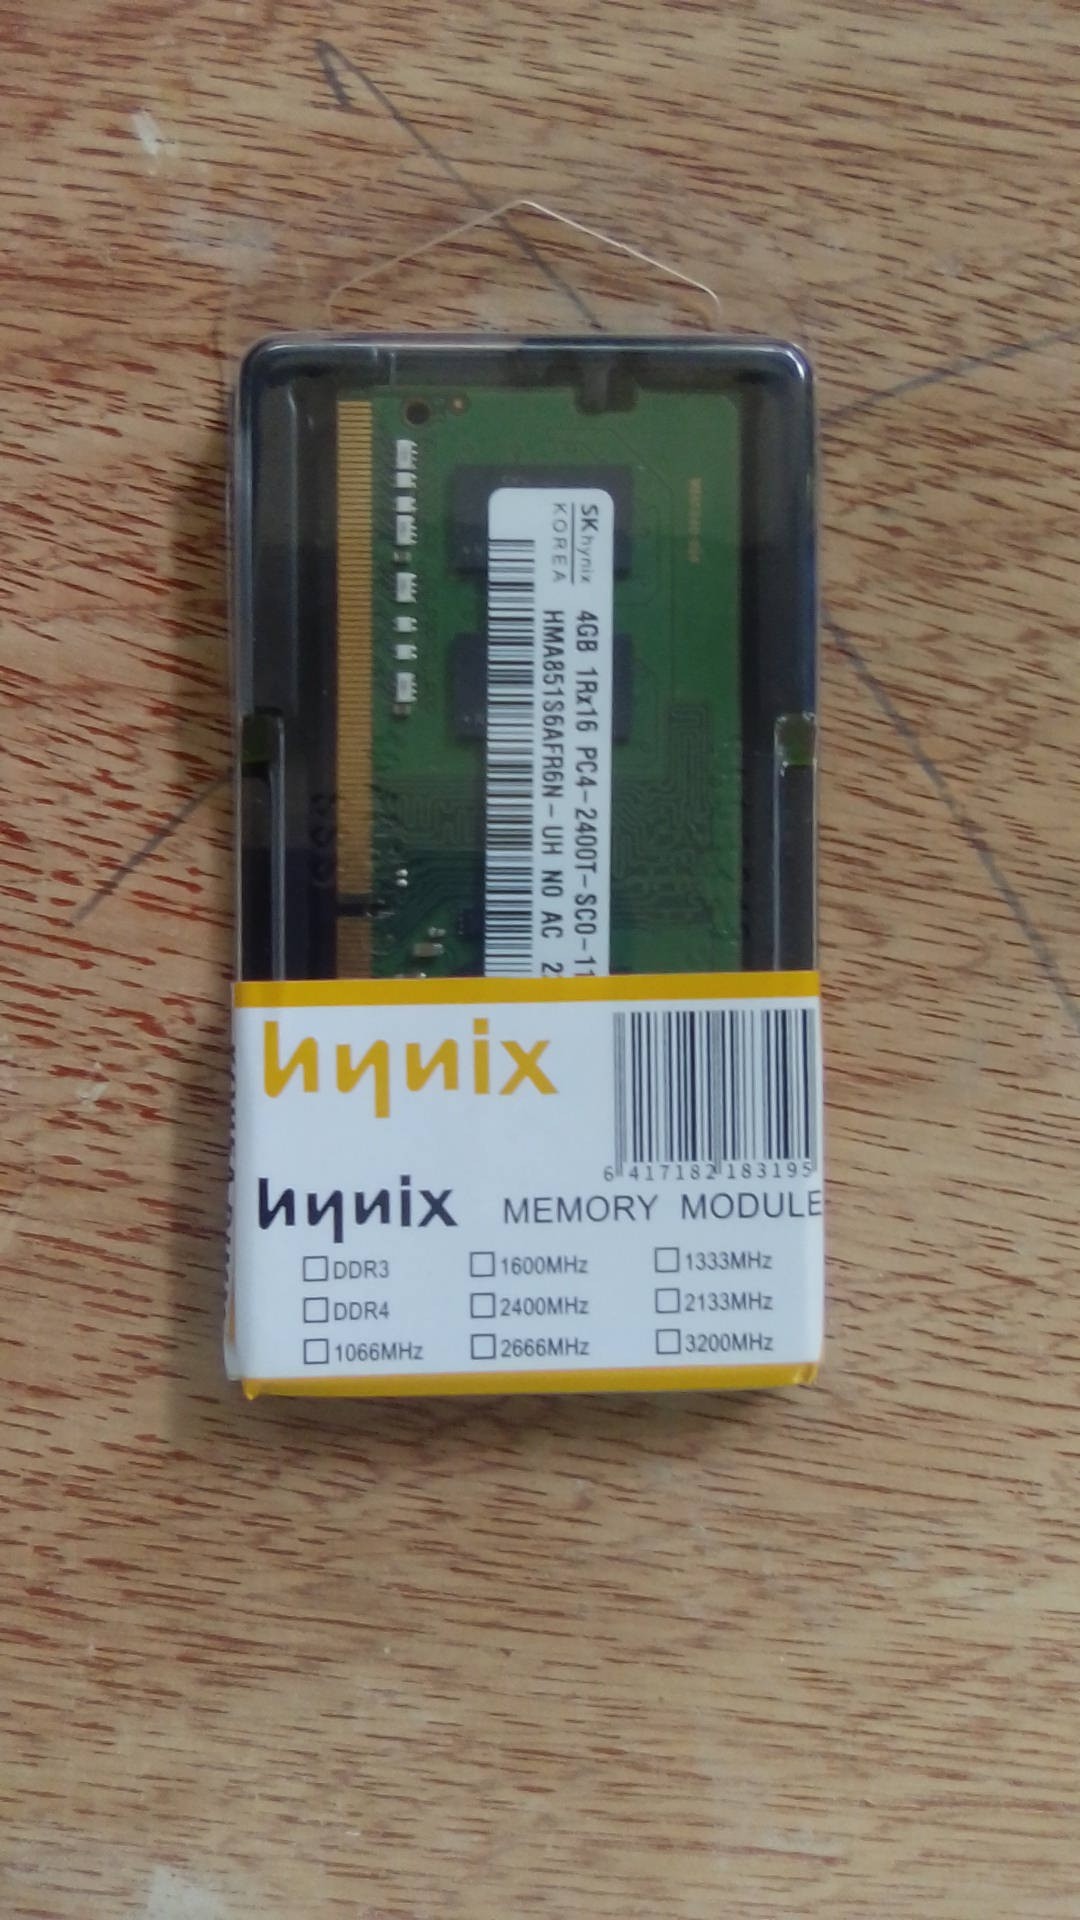 SK hynix
KOREA
4GB 1Rx16 PC4-2400T-SC0-11
HMA851S6AFR6N-UH N0 AC 2
hynix
6 417182 183195
hynix MEMORY MODULE
DDR3 1600MHz 1333MHz
DDR4 2400MHz 2133MHz
1066MHz 2666MHz 3200MHz